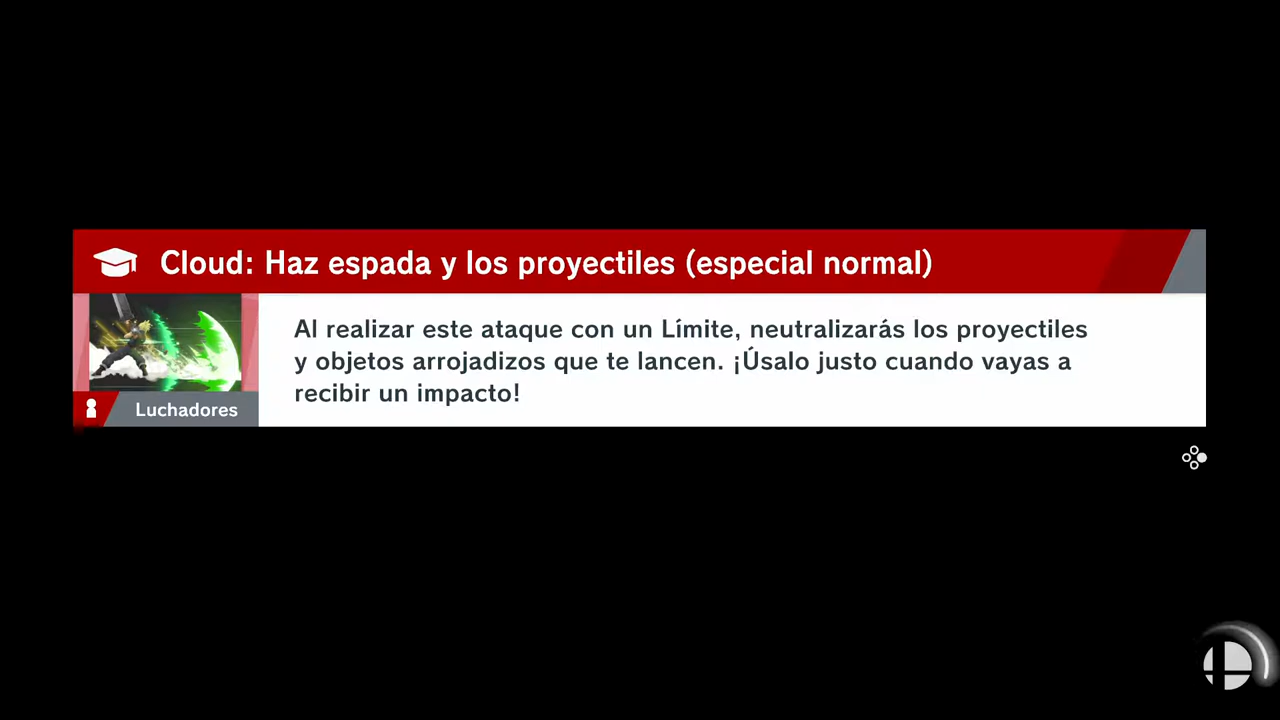 Cloud: Haz espada y los proyectiles (especial normal)
Al realizar este ataque con un Límite, neutralizarás los proyectiles
y objetos arrojadizos que te lancen. ¡Úsalo justo cuando vayas a
recibir un impacto!
Luchadores